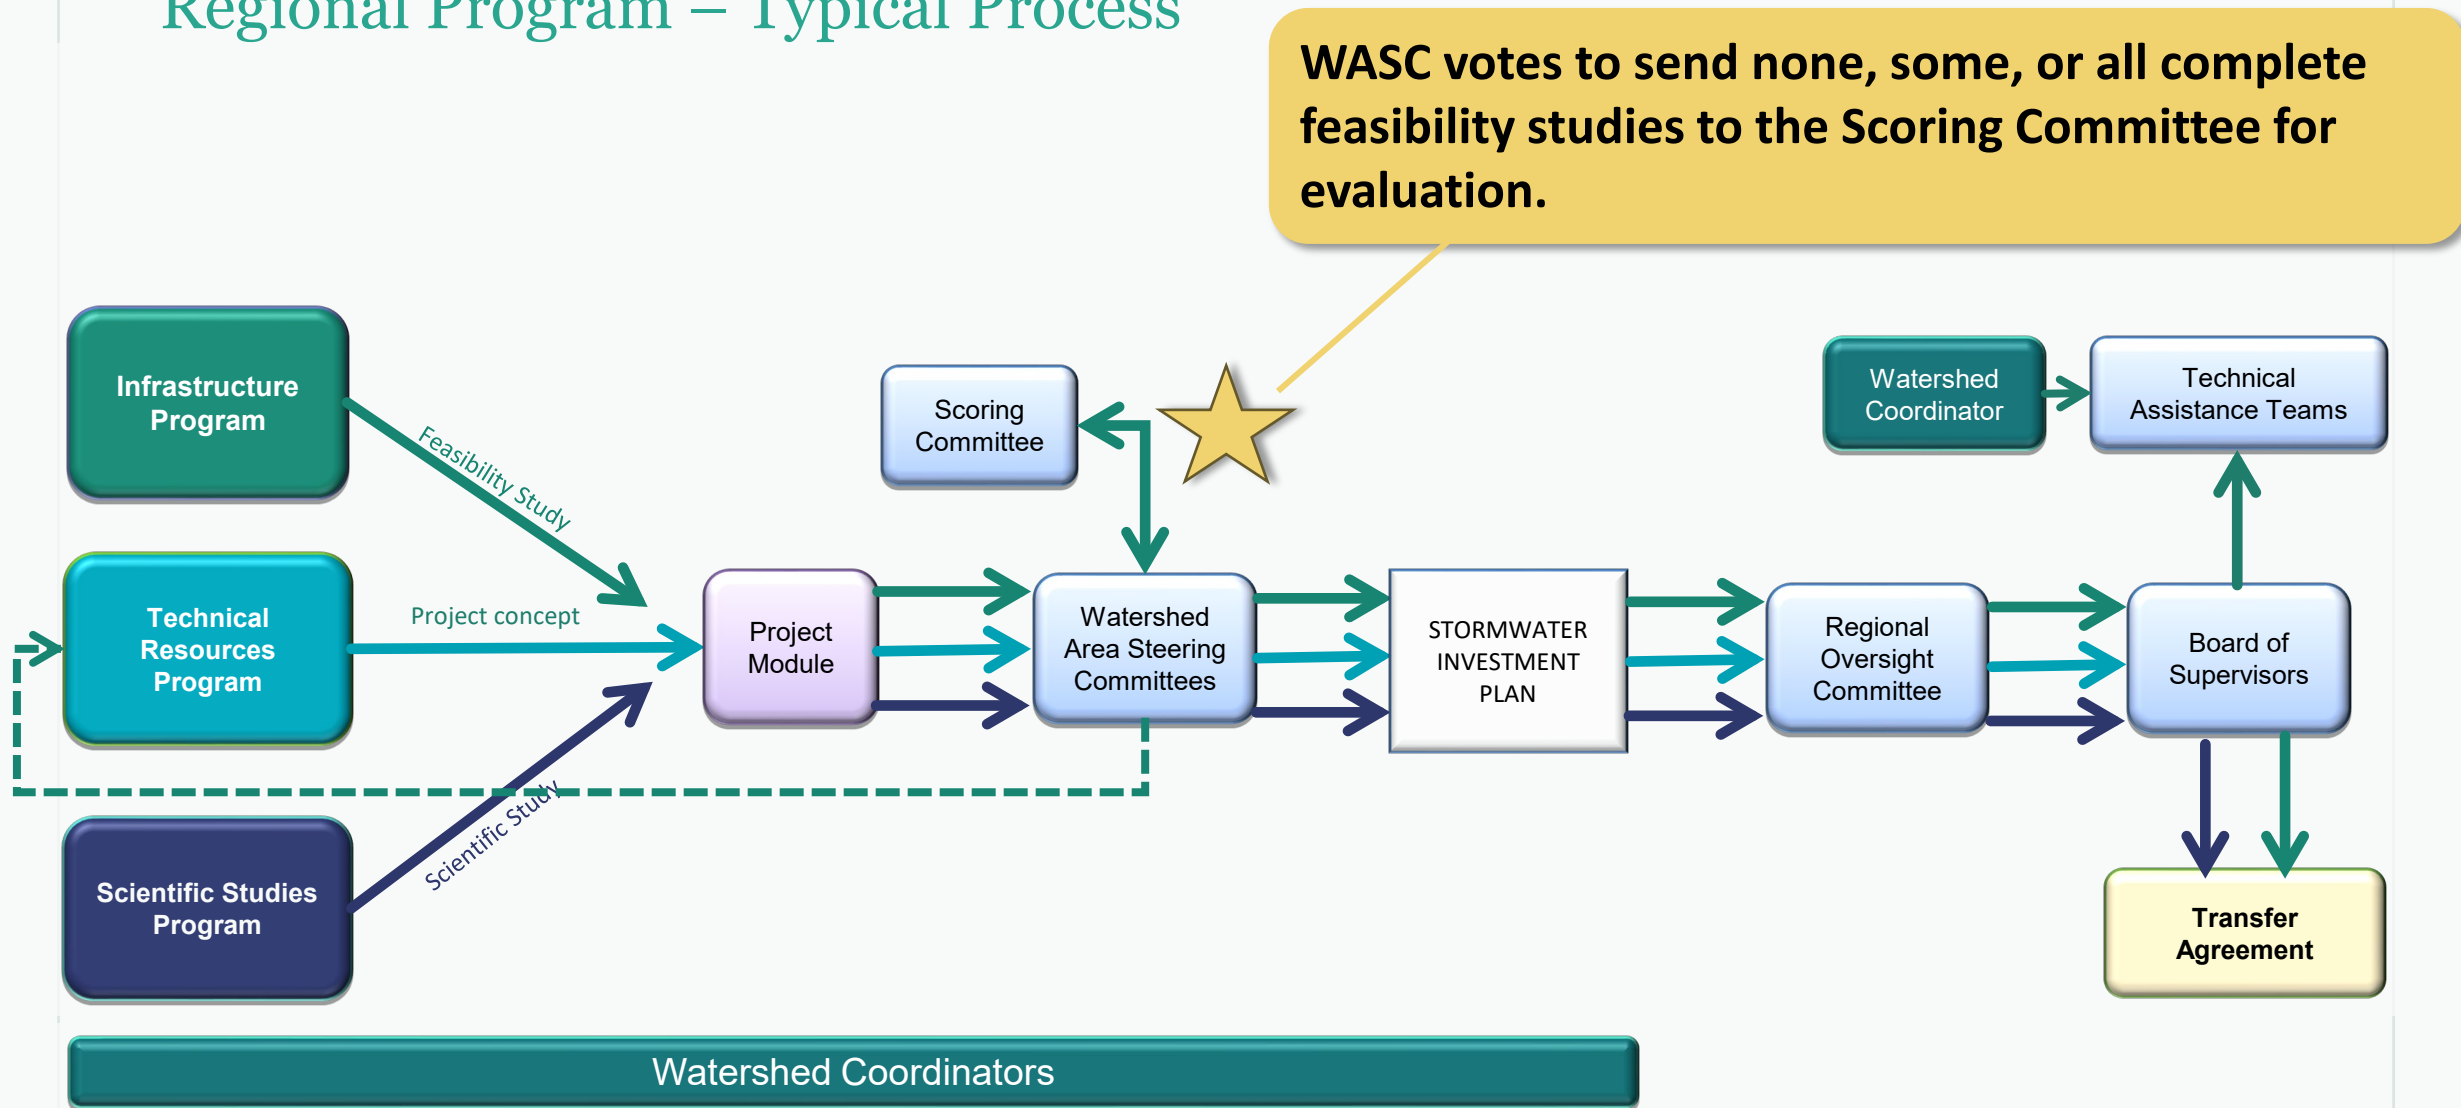 Regional Program – Typical Process
WASC votes to send none, some, or all complete
feasibility studies to the Scoring Committee for
evaluation.
Infrastructure
Program
Feasibility Study
Scoring
Committee
Watershed
Coordinator
Technical
Assistance Teams
Technical
Resources
Program
Project concept
Project
Module
Watershed
Area Steering
Committees
STORMWATER
INVESTMENT
PLAN
Regional
Oversight
Committee
Board of
Supervisors
Scientific Studies
Program
Scientific Study
Transfer
Agreement
Watershed Coordinators